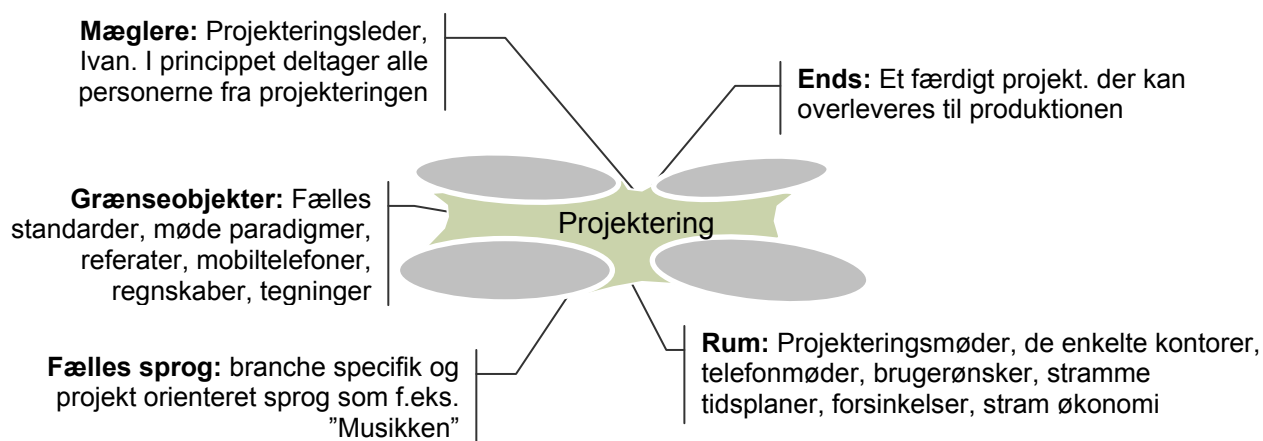 Mæglere: Projekteringsleder,
Ivan. I princippet deltager alle
personerne fra projekteringen
Ends: Et færdigt projekt. der kan
overleveres til produktionen
Grænseobjekter: Fælles
standarder, møde paradigmer,
referater, mobiltelefoner,
regnskaber, tegninger
Projektering
Fælles sprog: branche specifik og
projekt orienteret sprog som f.eks.
”Musikken”
Rum: Projekteringsmøder, de enkelte kontorer,
telefonmøder, brugerønsker, stramme
tidsplaner, forsinkelser, stram økonomi